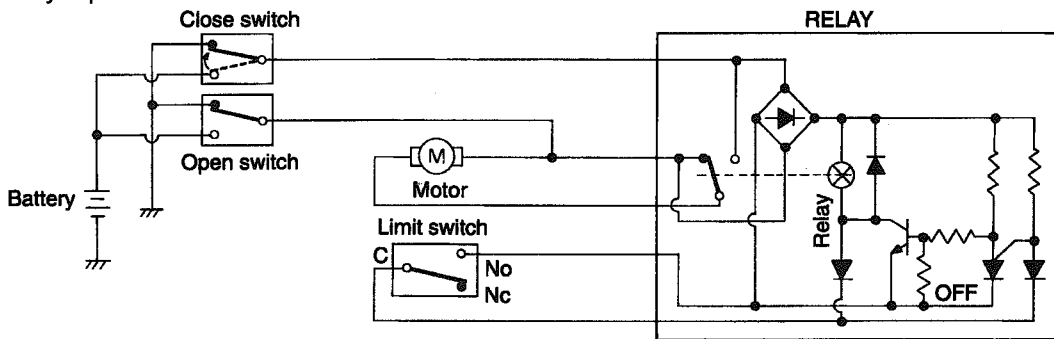 Close switch
RELAY
Open switch
M
Motor
Battery
Relay
Limit switch
C
No
Nc
OFF